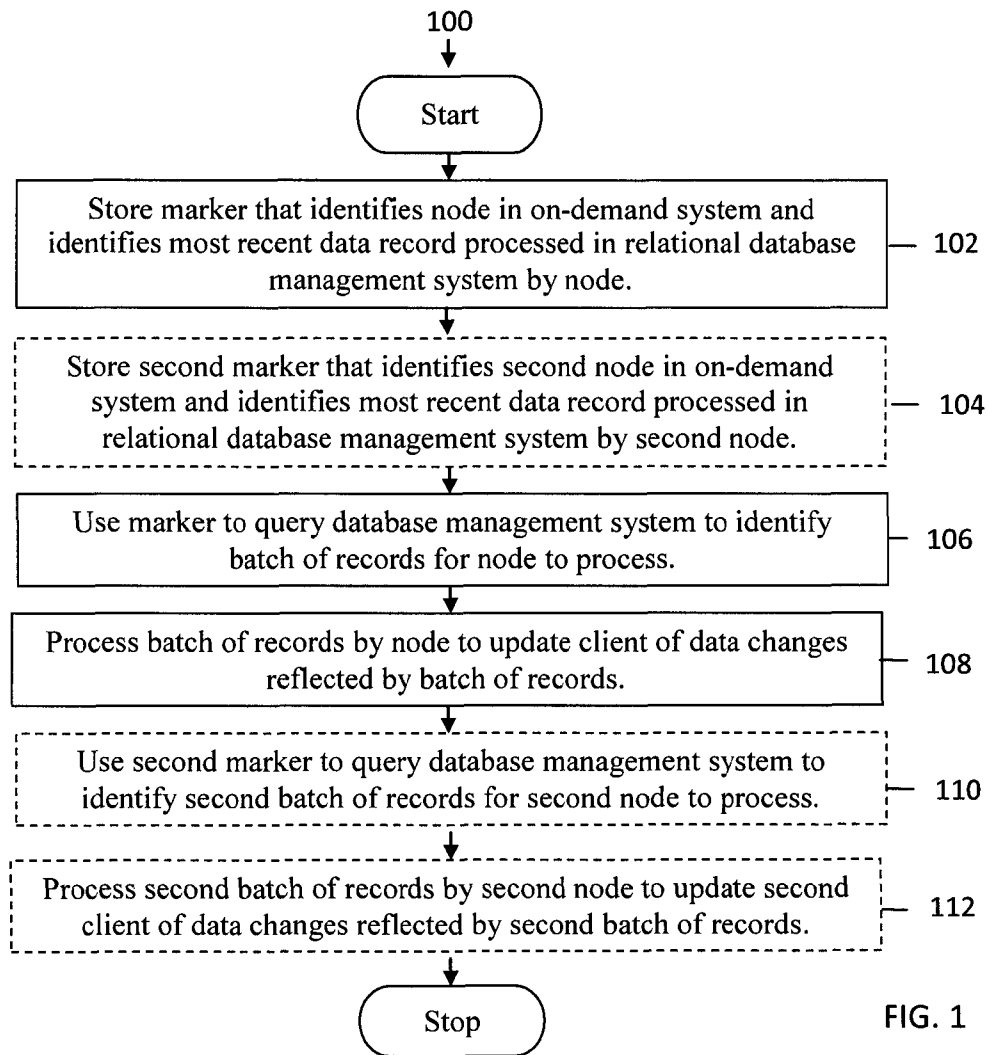 100
Start
Store marker that identifies node in on-demand system and
identifies most recent data record processed in relational database
management system by node.
102
Store second marker that identifies second node in on-demand
system and identifies most recent data record processed in
relational database management system by second node.
104
Use marker to query database management system to identify
batch of records for node to process.
106
Process batch of records by node to update client of data changes
reflected by batch of records.
108
Use second marker to query database management system to
identify second batch of records for second node to process.
110
Process second batch of records by second node to update second
client of data changes reflected by second batch of records.
112
Stop
FIG. 1